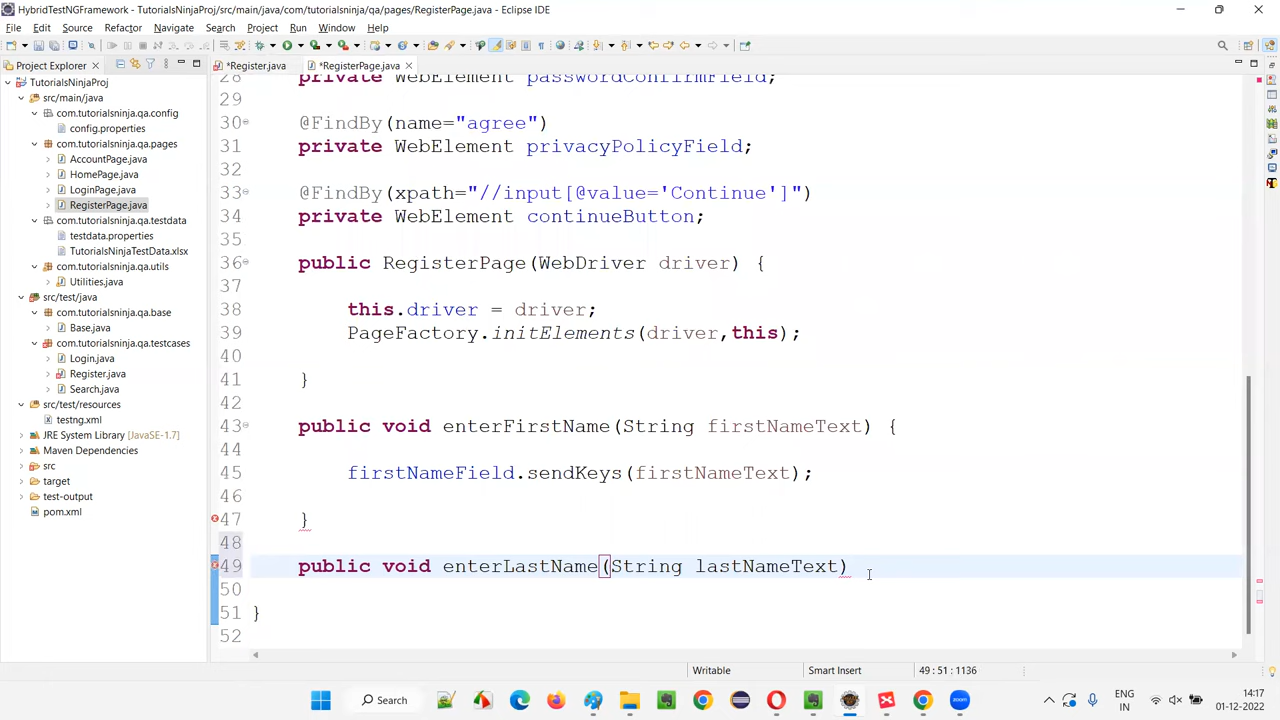 HybridTestNGFramework - TutorialsNinjaProj/src/main/java/com/tutorialsninja/qa/pages/RegisterPage.java - Eclipse IDE
File Edit Source Refactor Navigate Search Project Run Window Help
Project Explorer
*Register.java
*RegisterPage.java
TutorialsNinjaProj
src/main/java
com.tutorialsninja.qa.config
config.properties
com.tutorialsninja.qa.pages
AccountPage.java
HomePage.java
LoginPage.java
RegisterPage.java
com.tutorialsninja.qa.testdata
testdata.properties
TutorialsNinjaTestData.xlsx
com.tutorialsninja.qa.utils
Utilities.java
src/test/java
com.tutorialsninja.qa.base
Base.java
com.tutorialsninja.qa.testcases
Login.java
Register.java
Search.java
src/test/resources
testng.xml
JRE System Library [JavaSE-1.7]
Maven Dependencies
src
target
test-output
pom.xml
28 private WebElement passwordConfirmField;
29
30 @FindBy(name="agree")
31 private WebElement privacyPolicyField;
32
33 @FindBy(xpath="//input[@value='Continue']")
34 private WebElement continueButton;
35
36 public RegisterPage(WebDriver driver) {
37
38 this.driver = driver;
39 PageFactory.initElements(driver,this);
40
41 }
42
43 public void enterFirstName(String firstNameText) {
44
45 firstNameField.sendKeys(firstNameText);
46
47 }
48
49 public void enterLastName(String lastNameText)
50
51 }
52
Writable
Smart Insert
49 : 51 : 1136
Search
ENG
IN
14:17
01-12-2022